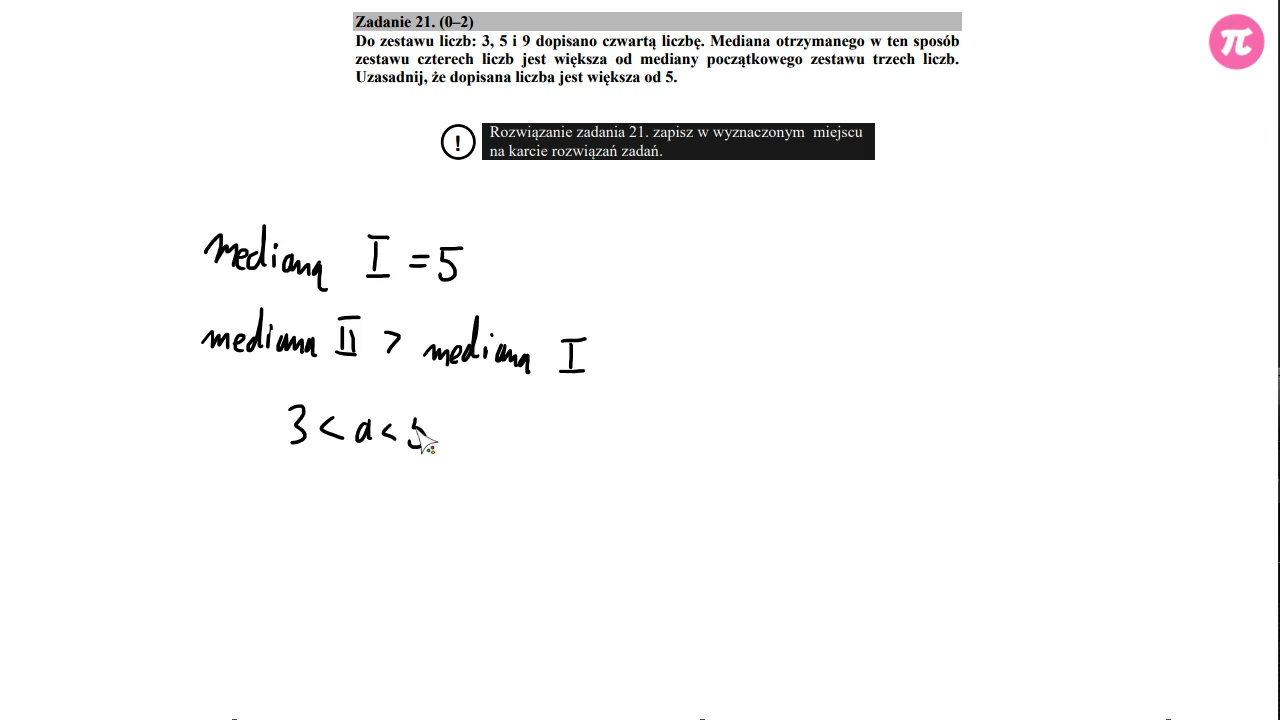 Zadanie 21. (0–2)
Do zestawu liczb: 3, 5 i 9 dopisano czwartą liczbę. Mediana otrzymanego w ten sposób
zestawu czterech liczb jest większa od mediany początkowego zestawu trzech liczb.
Uzasadnij, że dopisana liczba jest większa od 5.
! Rozwiązanie zadania 21. zapisz w wyznaczonym miejscu
na karcie rozwiązań zadań.
π
mediana I = 5
mediana II > mediana I
3 < a < 5